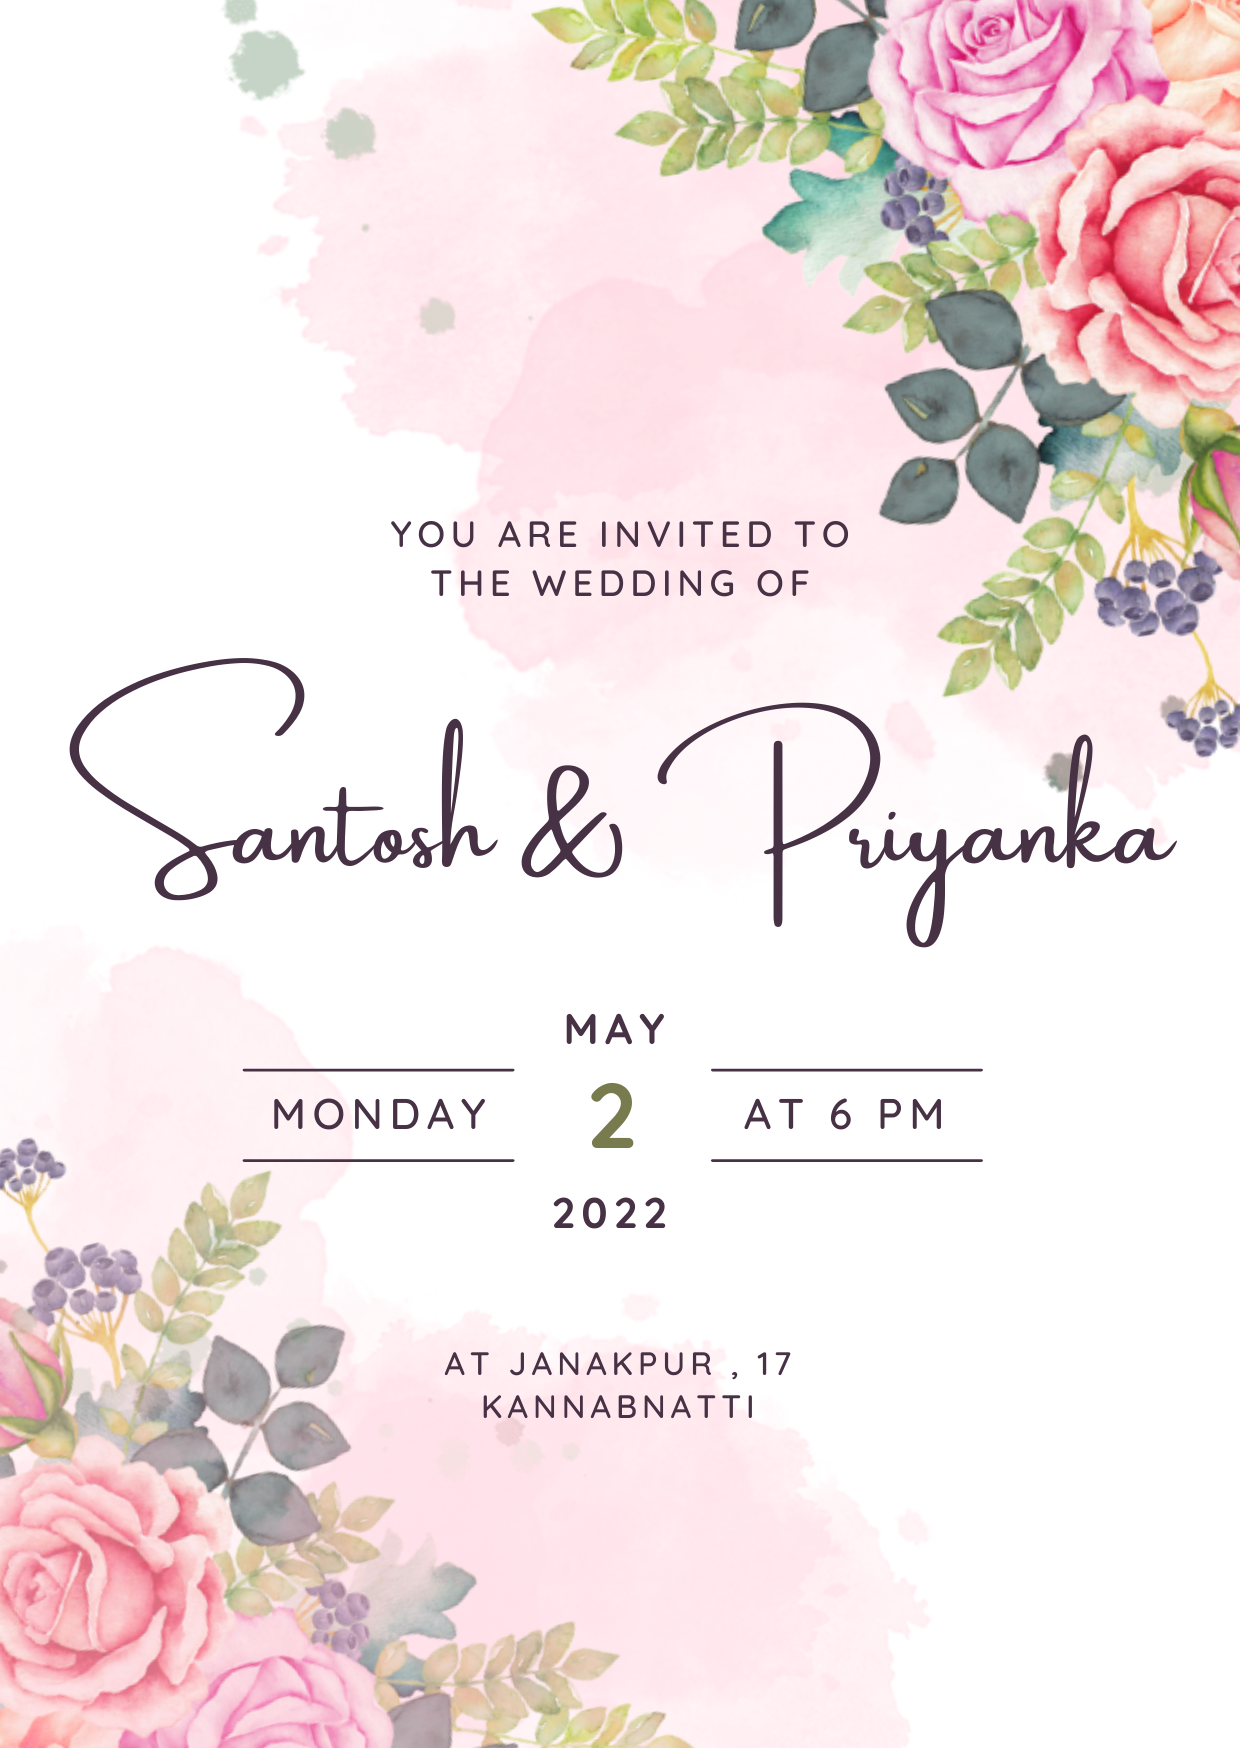 YOU ARE INVITED TO
THE WEDDING OF
Santosh & Priyanka
MAY
MONDAY 2 AT 6 PM
2022
AT JANAKPUR , 17
KANNABNATTI